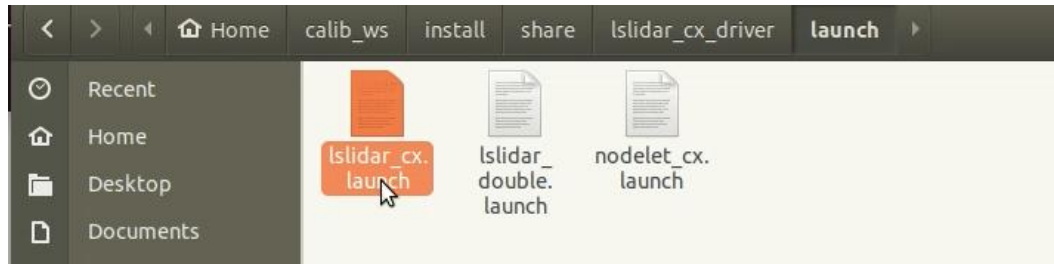 Home calib_ws install share lslidar_cx_driver launch
Recent
Home
Desktop
Documents
lslidar_cx.
launch
lslidar_
double.
launch
nodelet_cx.
launch